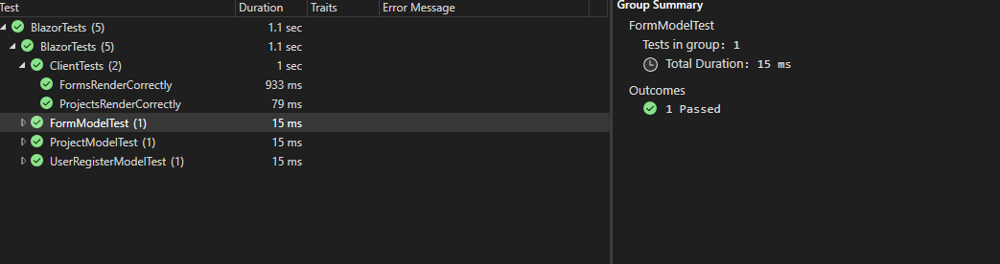 Test Duration Traits Error Message
BlazorTests (5) 1.1 sec
BlazorTests (5) 1.1 sec
ClientTests (2) 1 sec
FormsRenderCorrectly 933 ms
ProjectsRenderCorrectly 79 ms
FormModelTest (1) 15 ms
ProjectModelTest (1) 15 ms
UserRegisterModelTest (1) 15 ms
Group Summary
FormModelTest
Tests in group: 1
Total Duration: 15 ms
Outcomes
1 Passed